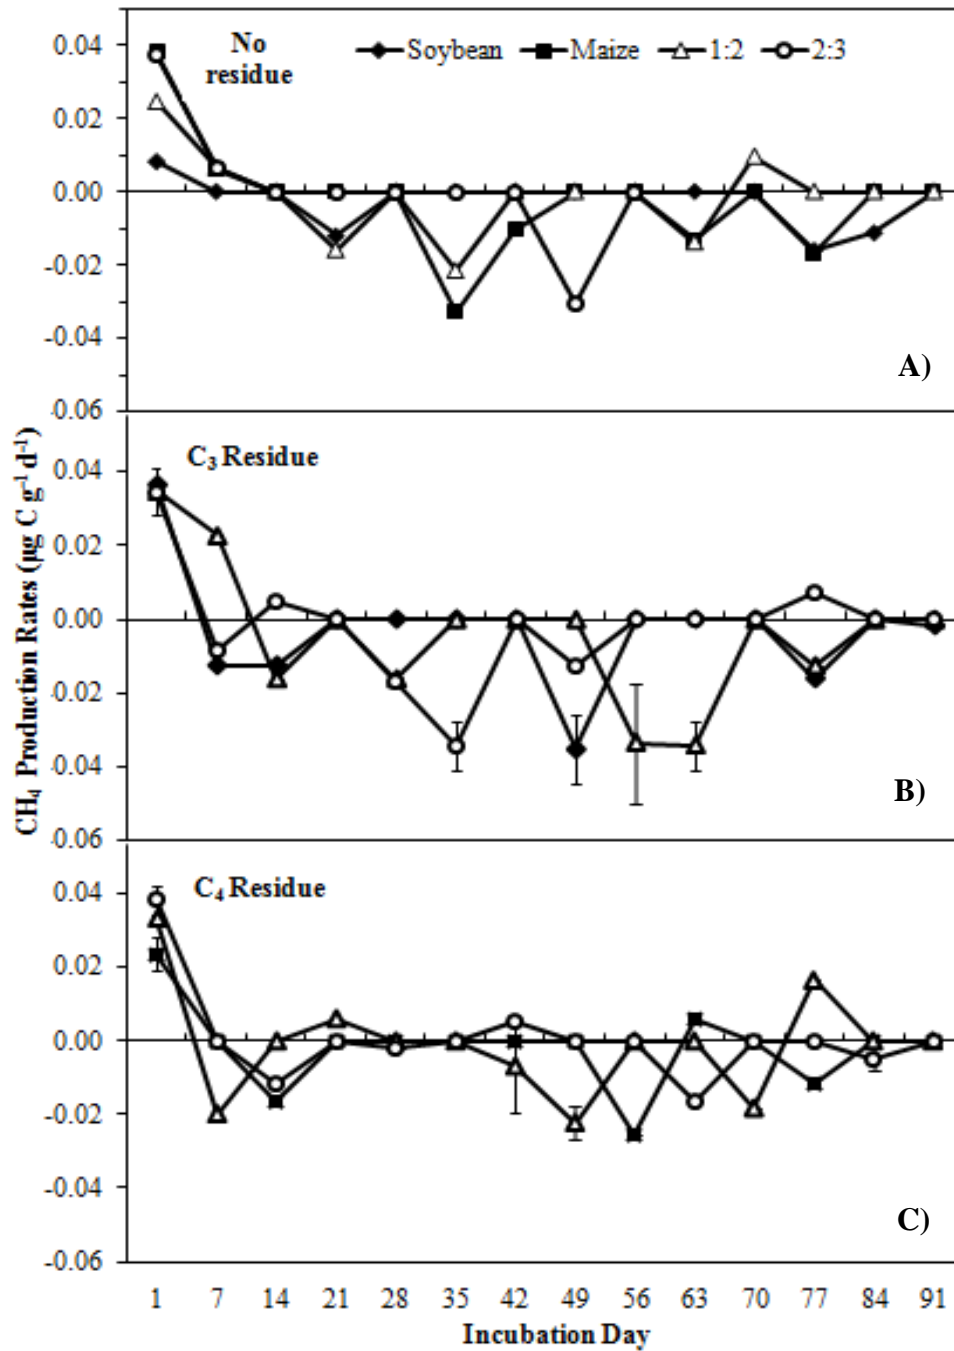 No
residue
Soybean Maize 1:2 2:3
0.04
0.02
0.00
-0.02
-0.04
-0.06
A)
C₃ Residue
0.04
0.02
0.00
-0.02
-0.04
-0.06
B)
CH₄ Production Rates (µg C g⁻¹ d⁻¹)
C₄ Residue
0.04
0.02
0.00
-0.02
-0.04
-0.06
C)
1 7 14 21 28 35 42 49 56 63 70 77 84 91
Incubation Day